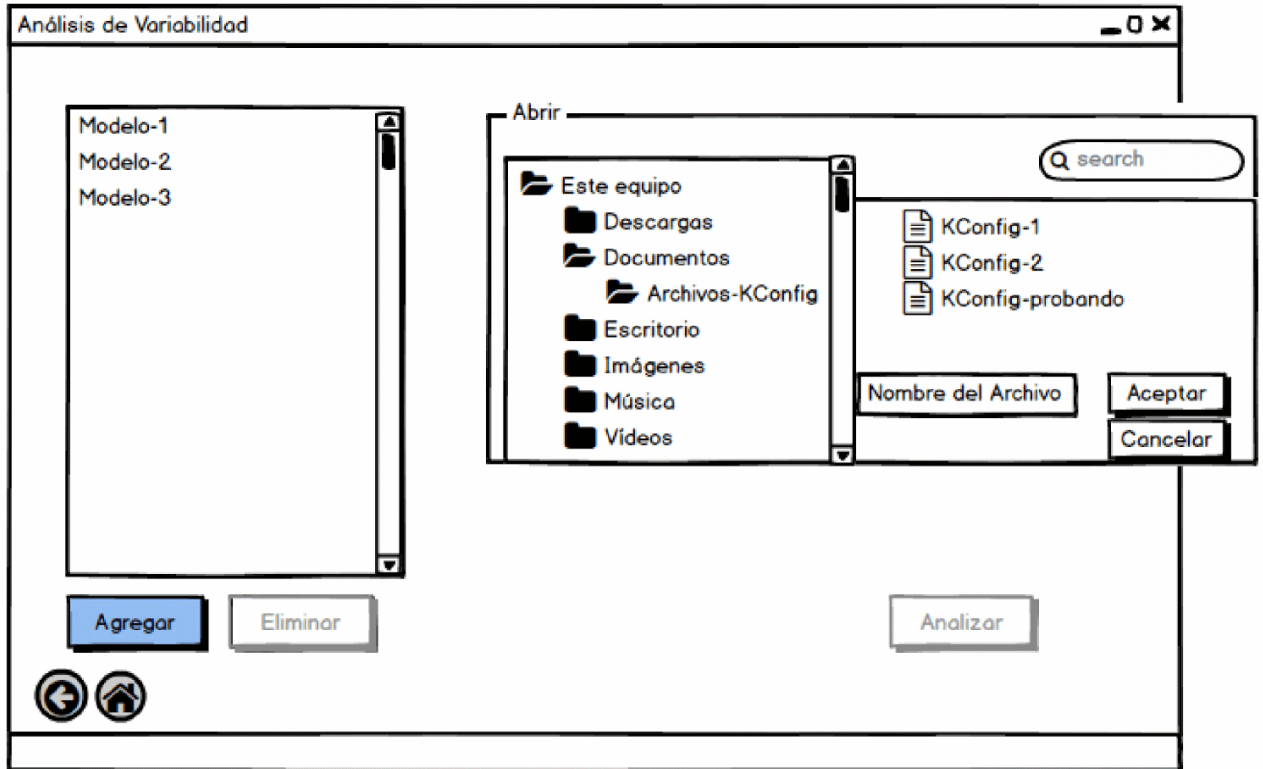 Análisis de Variabilidad
Modelo-1
Modelo-2
Modelo-3
Agregar
Eliminar
Abrir
search
Este equipo
Descargas
Documentos
Archivos-KConfig
Escritorio
Imágenes
Música
Vídeos
KConfig-1
KConfig-2
KConfig-probando
Nombre del Archivo
Aceptar
Cancelar
Analizar